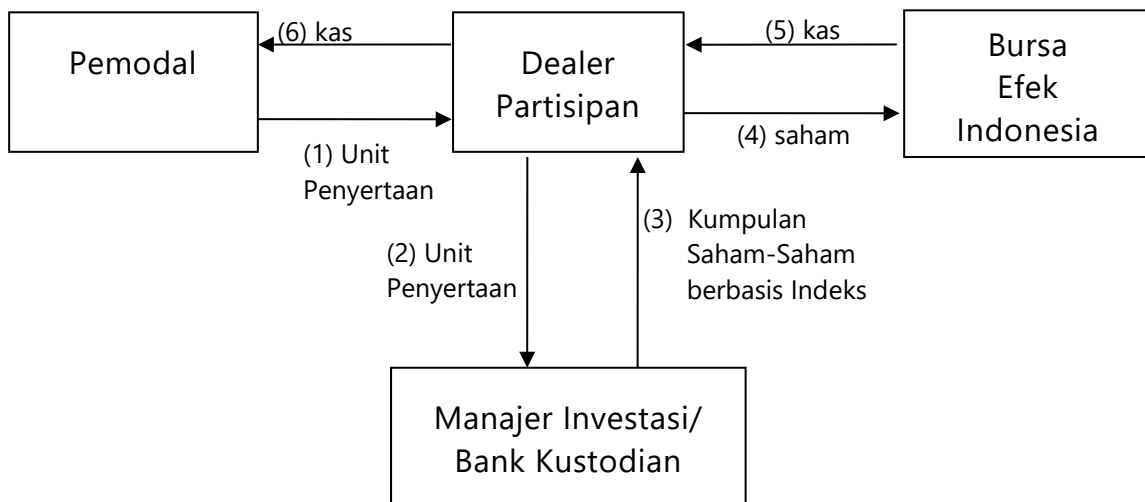 Pemodal
(6) kas
Dealer
Partisipan
(5) kas
Bursa
Efek
Indonesia
(1) Unit
Penyertaan
(4) saham
(2) Unit
Penyertaan
(3) Kumpulan
Saham-Saham
berbasis Indeks
Manajer Investasi/
Bank Kustodian